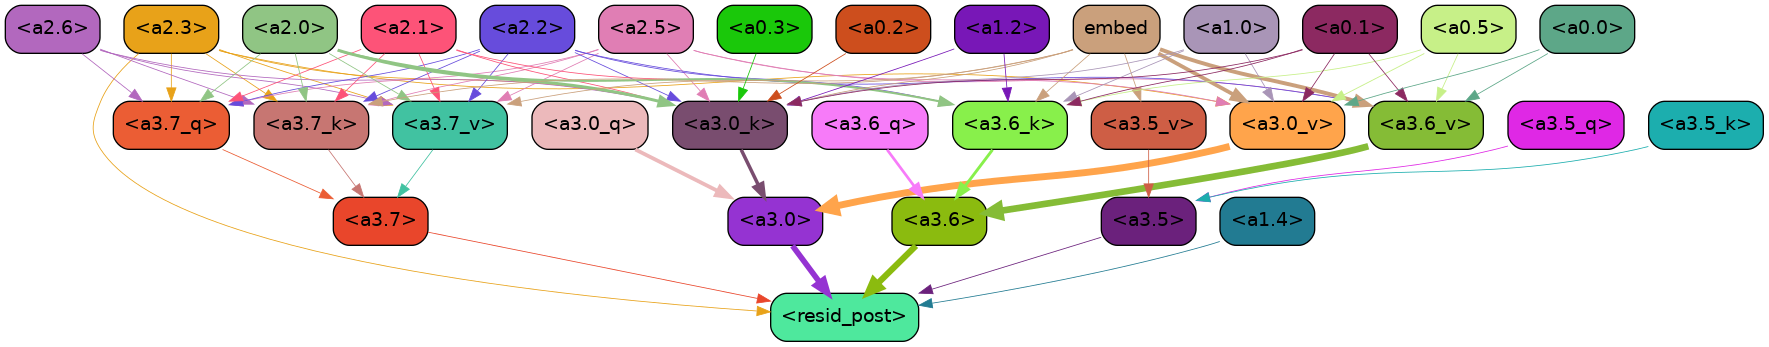 <a2.6> <a2.3> <a2.0> <a2.1> <a2.2> <a2.5> <a0.3> <a0.2> <a1.2> embed <a1.0> <a0.1> <a0.5> <a0.0>
<a3.7_q> <a3.7_k> <a3.7_v> <a3.0_q> <a3.0_k> <a3.6_q> <a3.6_k> <a3.5_v> <a3.0_v> <a3.6_v> <a3.5_q> <a3.5_k>
<a3.7> <a3.0> <a3.6> <a3.5> <a1.4>
<resid_post>